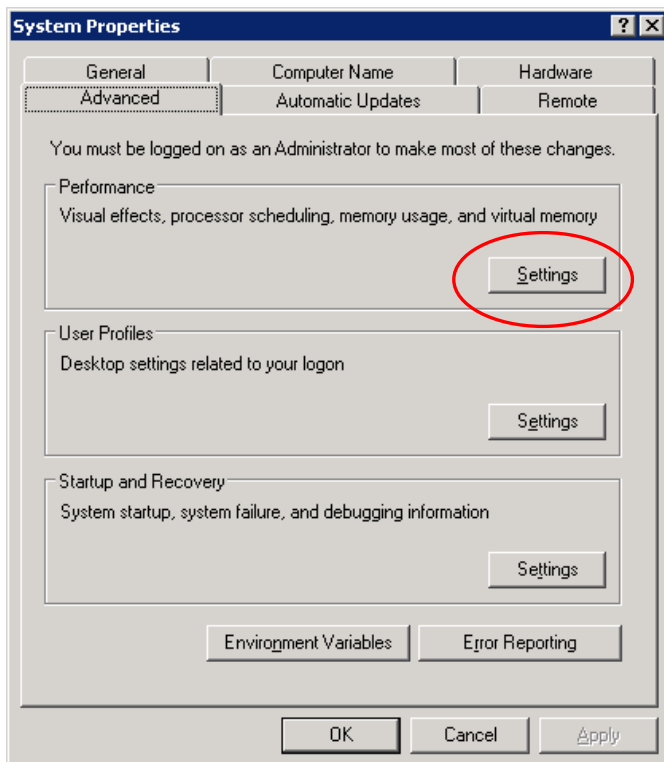 System Properties
General
Computer Name
Hardware
Advanced
Automatic Updates
Remote
You must be logged on as an Administrator to make most of these changes.
Performance
Visual effects, processor scheduling, memory usage, and virtual memory
Settings
User Profiles
Desktop settings related to your logon
Settings
Startup and Recovery
System startup, system failure, and debugging information
Settings
Environment Variables
Error Reporting
OK
Cancel
Apply